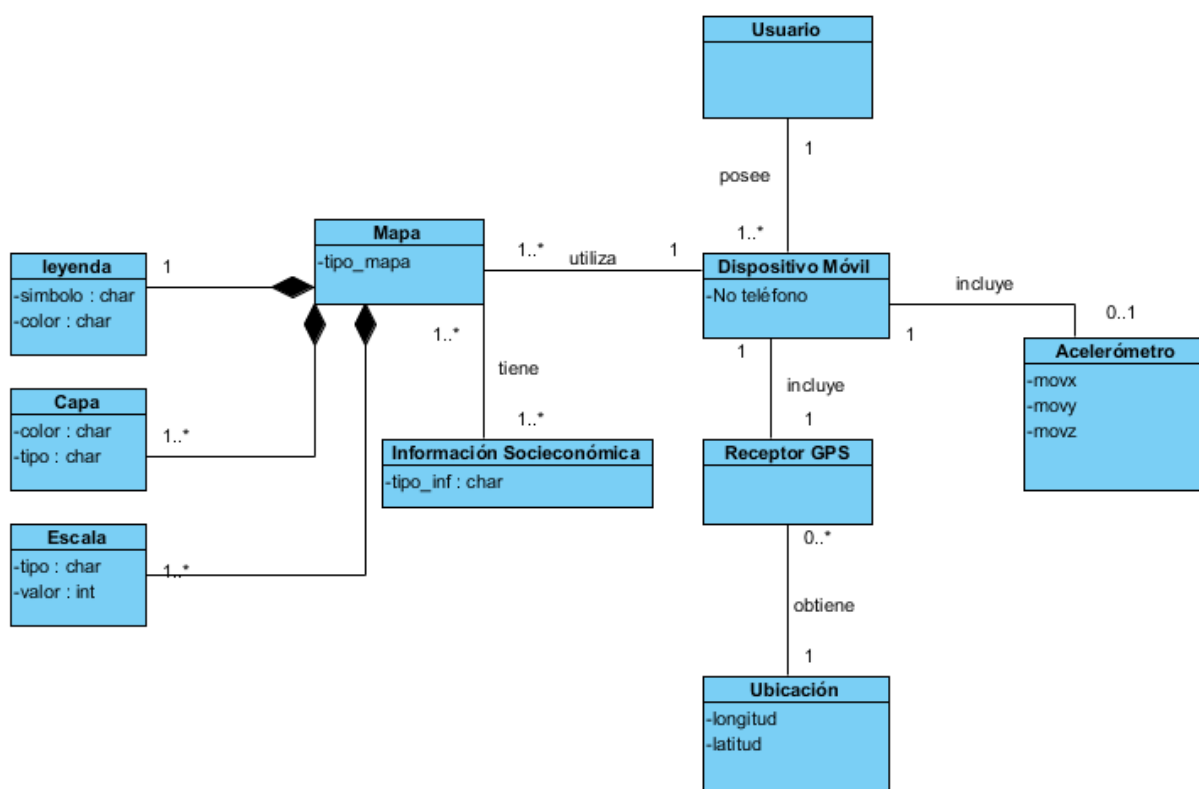 Usuario
1
posee
1..*
Mapa
-tipo_mapa
1..*
utiliza
1
Dispositivo Móvil
-No teléfono
leyenda
-simbolo : char
-color : char
1
incluye
0..1
1
Acelerómetro
-movx
-movy
-movz
1..*
tiene
1..*
1
incluye
1
Capa
-color : char
-tipo : char
1..*
Información Socieconómica
-tipo_inf : char
Receptor GPS
0..*
Escala
-tipo : char
-valor : int
1..*
obtiene
1
Ubicación
-longitud
-latitud